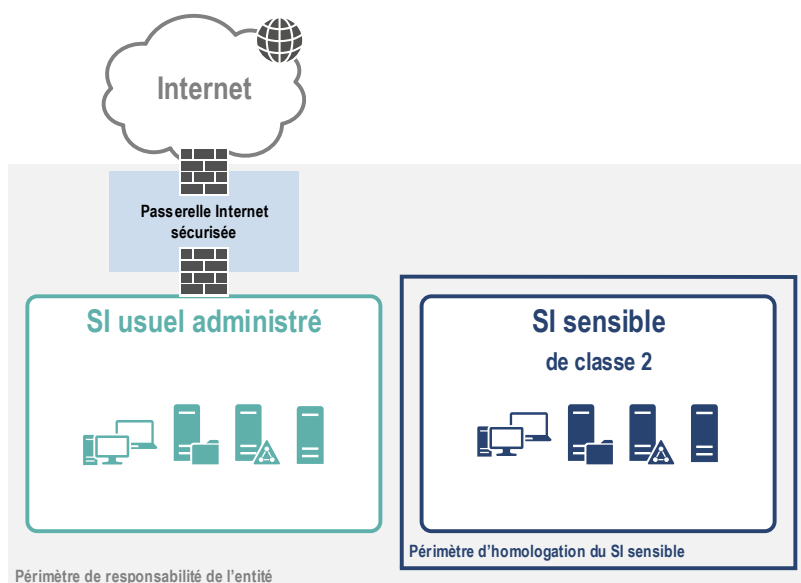 Internet
Passerelle Internet
sécurisée
SI usuel administré
SI sensible
de classe 2
Périmètre d'homologation du SI sensible
Périmètre de responsabilité de l'entité